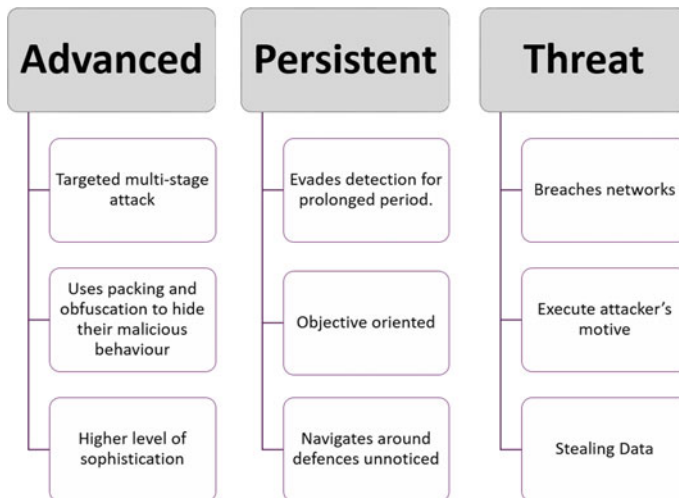 Advanced
Targeted multi-stage
attack
Uses packing and
obfuscation to hide
their malicious
behaviour
Higher level of
sophistication
Persistent
Evades detection for
prolonged period.
Objective oriented
Navigates around
defences unnoticed
Threat
Breaches networks
Execute attacker's
motive
Stealing Data